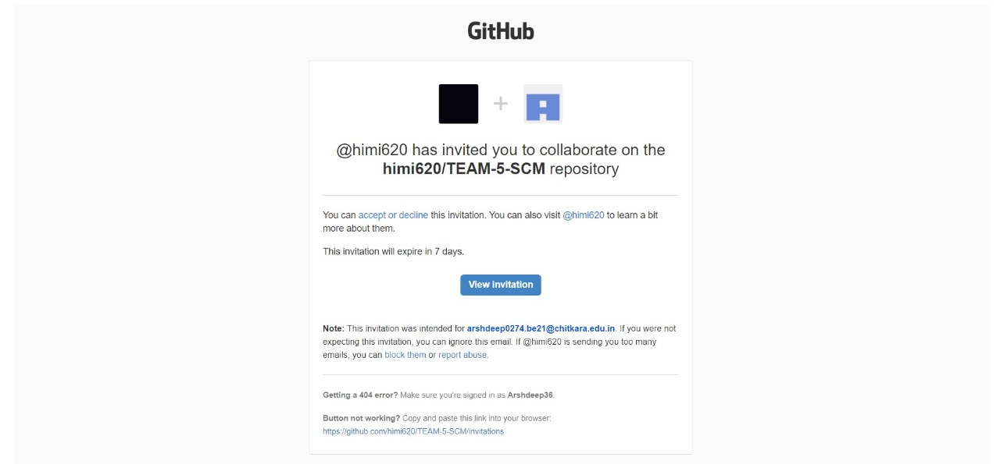 GitHub
@himi620 has invited you to collaborate on the
himi620/TEAM-5-SCM repository
You can accept or decline this invitation. You can also visit @himi620 to learn a bit
more about them.
This invitation will expire in 7 days.
View invitation
Note: This invitation was intended for arshdeep0274.be21@chitkara.edu.in. If you were not
expecting this invitation, you can ignore this email. If @himi620 is sending you too many
emails, you can block them or report abuse.
Getting a 404 error? Make sure you're signed in as Arshdeep36.
Button not working? Copy and paste this link into your browser:
https://github.com/himi620/TEAM-5-SCM/invitations